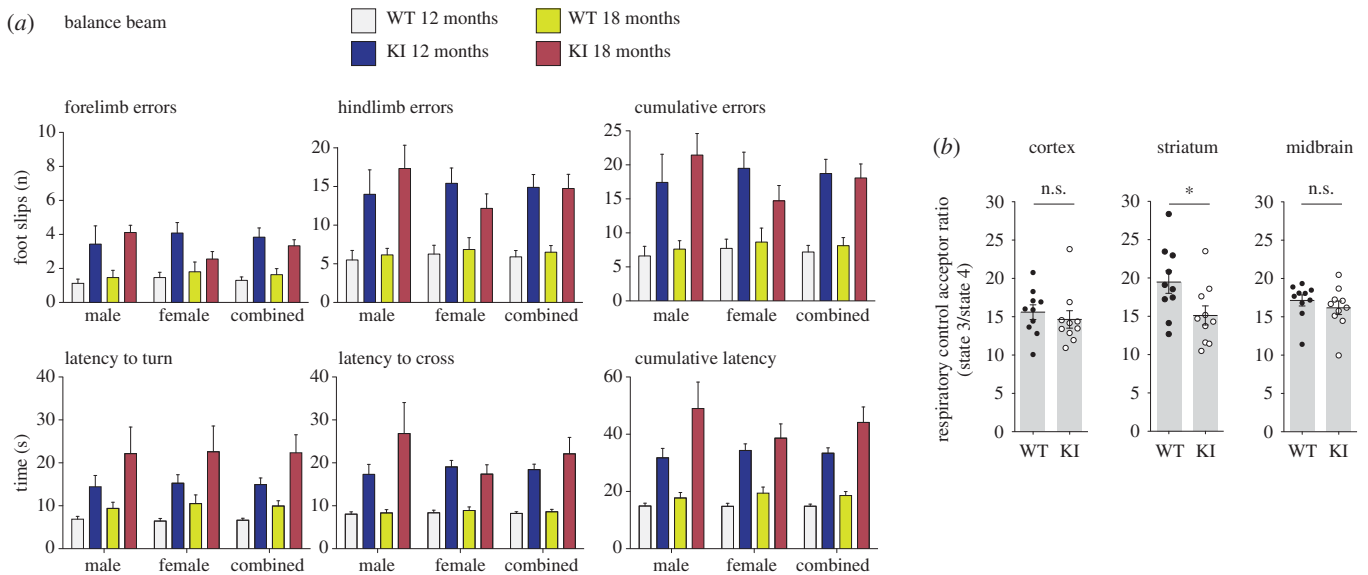 (a) balance beam
WT 12 months WT 18 months
KI 12 months KI 18 months
forelimb errors hindlimb errors cumulative errors
foot slips (n)
10
8
6
4
2
0
male female combined
20
15
10
5
0
male female combined
25
20
15
10
5
0
male female combined
latency to turn latency to cross cumulative latency
time (s)
40
30
20
10
0
male female combined
40
30
20
10
0
male female combined
60
40
20
0
male female combined
(b) cortex striatum midbrain
respiratory control acceptor ratio
(state 3/state 4)
n.s. * n.s.
30
25
20
15
10
5
0
WT KI
30
25
20
15
10
5
0
WT KI
30
25
20
15
10
5
0
WT KI